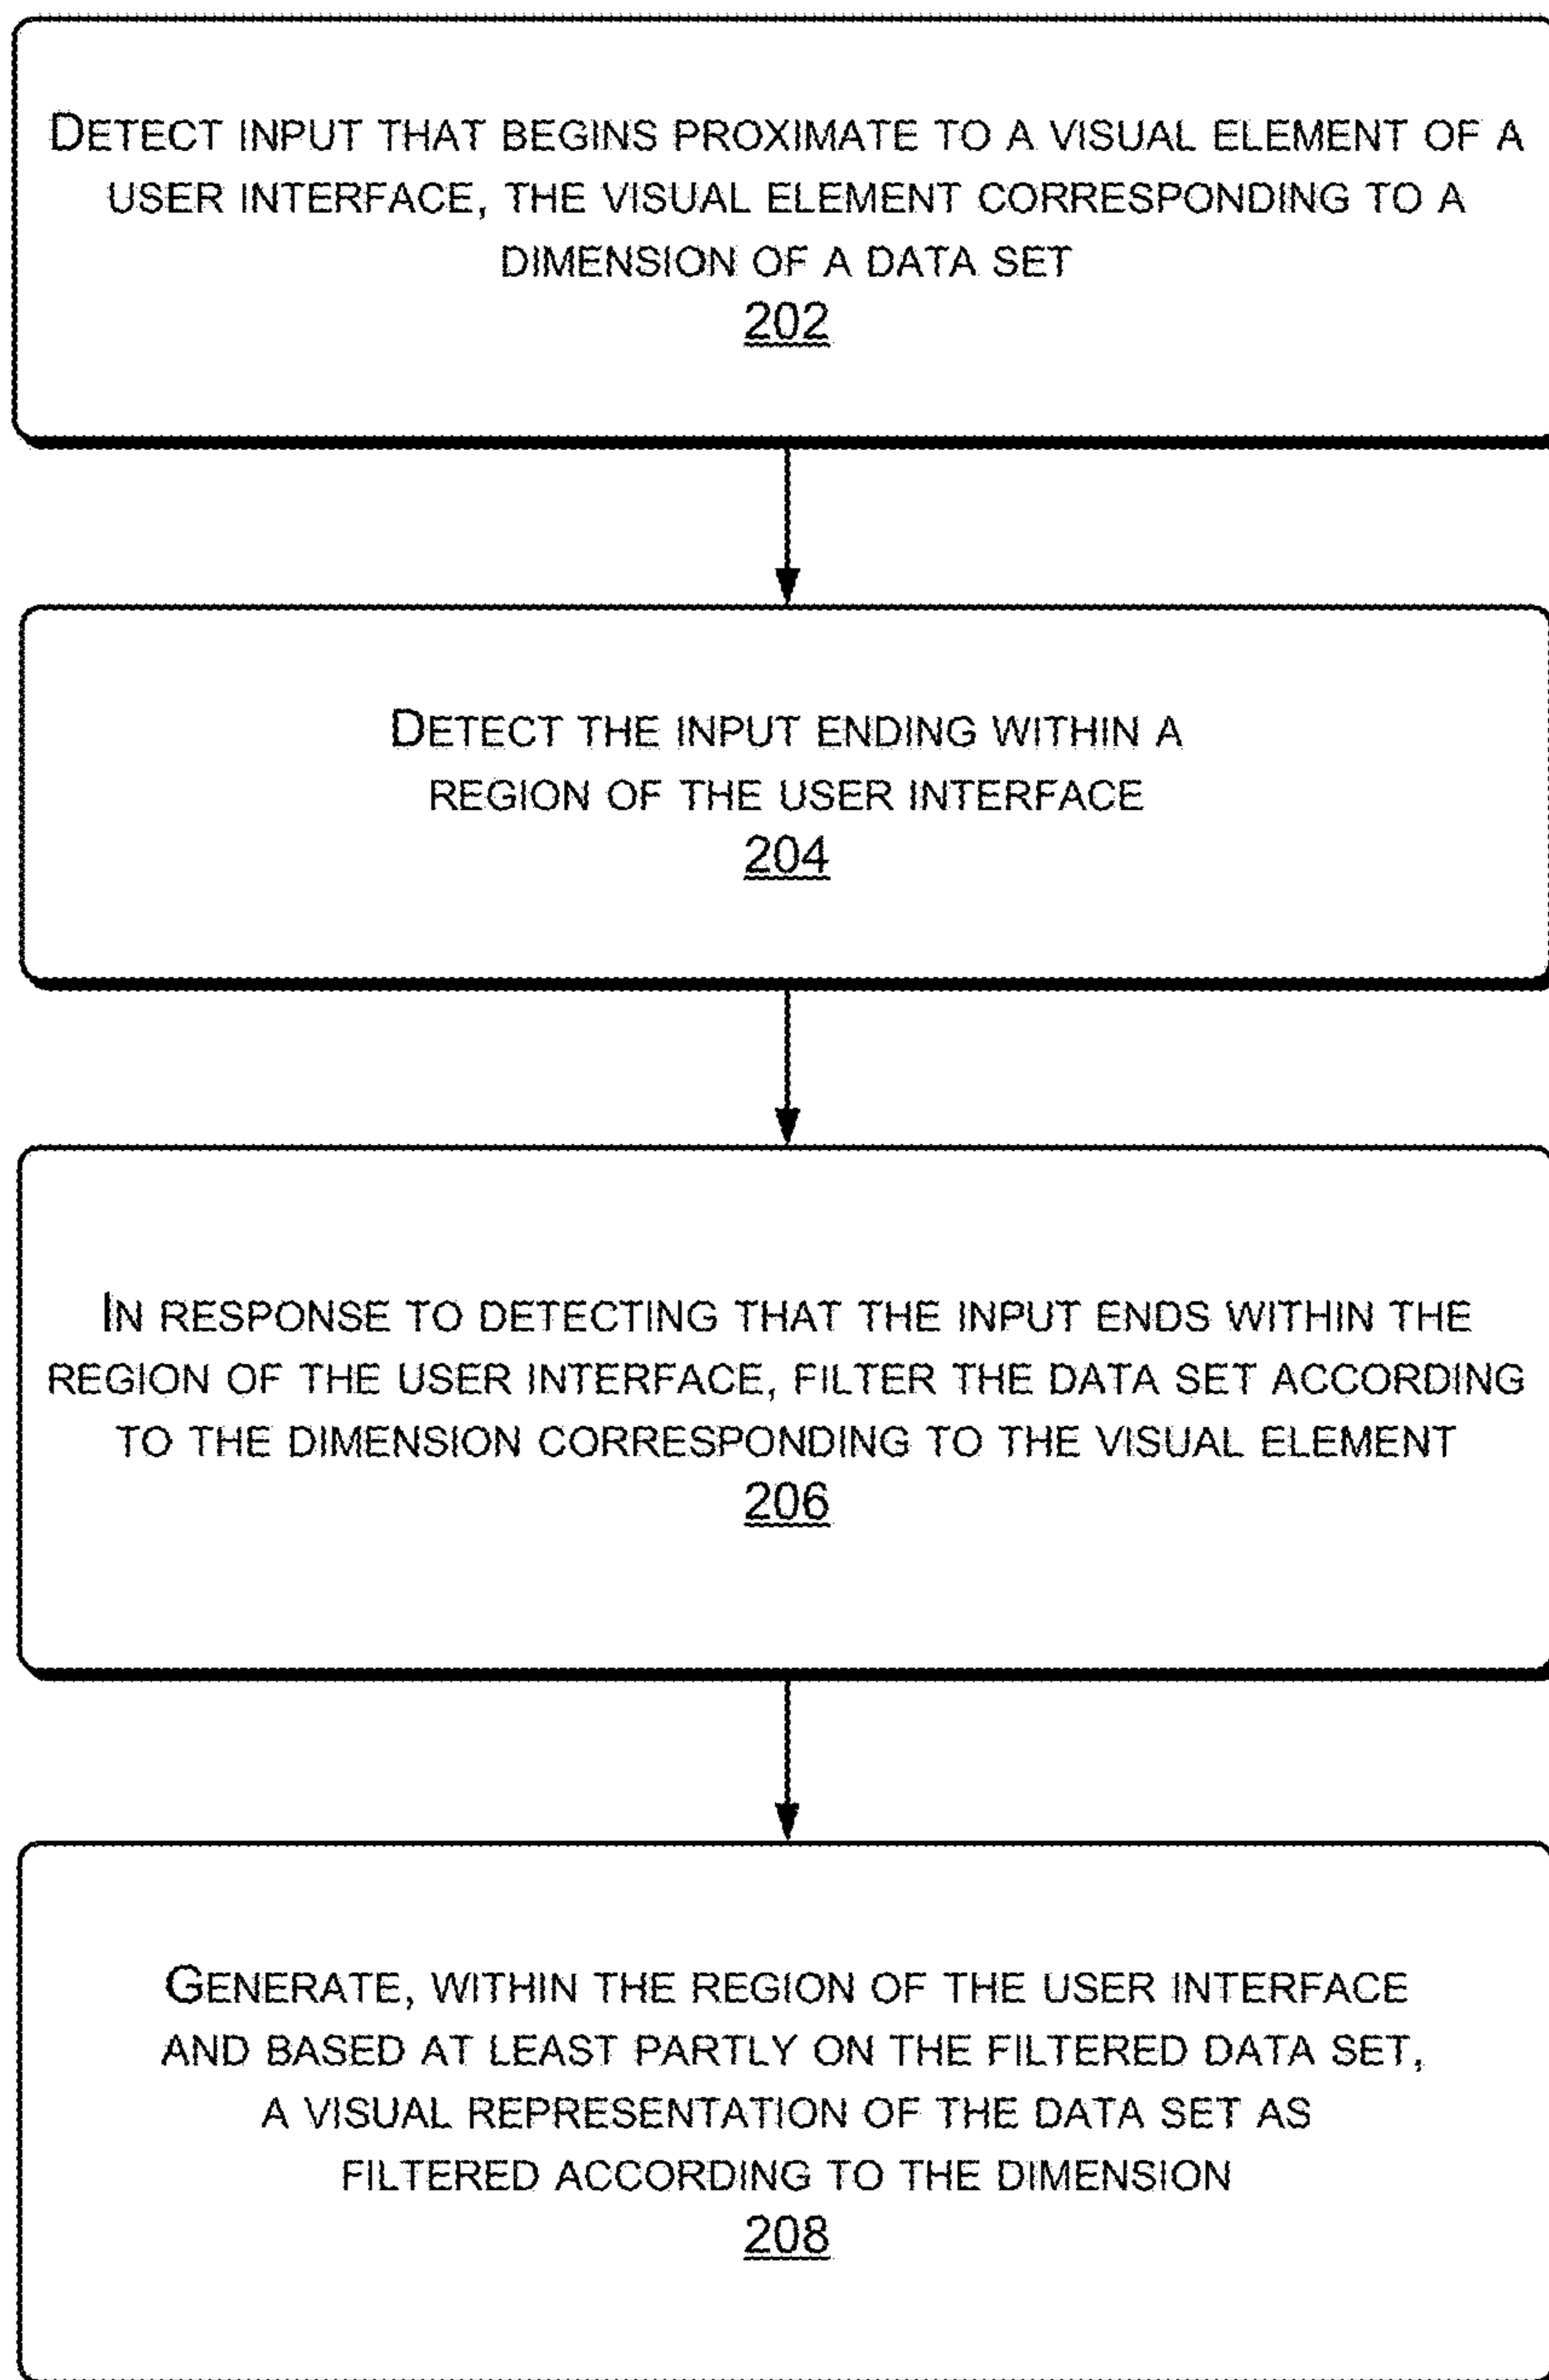 DETECT INPUT THAT BEGINS PROXIMATE TO A VISUAL ELEMENT OF A
USER INTERFACE, THE VISUAL ELEMENT CORRESPONDING TO A
DIMENSION OF A DATA SET
202
DETECT THE INPUT ENDING WITHIN A
REGION OF THE USER INTERFACE
204
IN RESPONSE TO DETECTING THAT THE INPUT ENDS WITHIN THE
REGION OF THE USER INTERFACE, FILTER THE DATA SET ACCORDING
TO THE DIMENSION CORRESPONDING TO THE VISUAL ELEMENT
206
GENERATE, WITHIN THE REGION OF THE USER INTERFACE
AND BASED AT LEAST PARTLY ON THE FILTERED DATA SET,
A VISUAL REPRESENTATION OF THE DATA SET AS
FILTERED ACCORDING TO THE DIMENSION
208